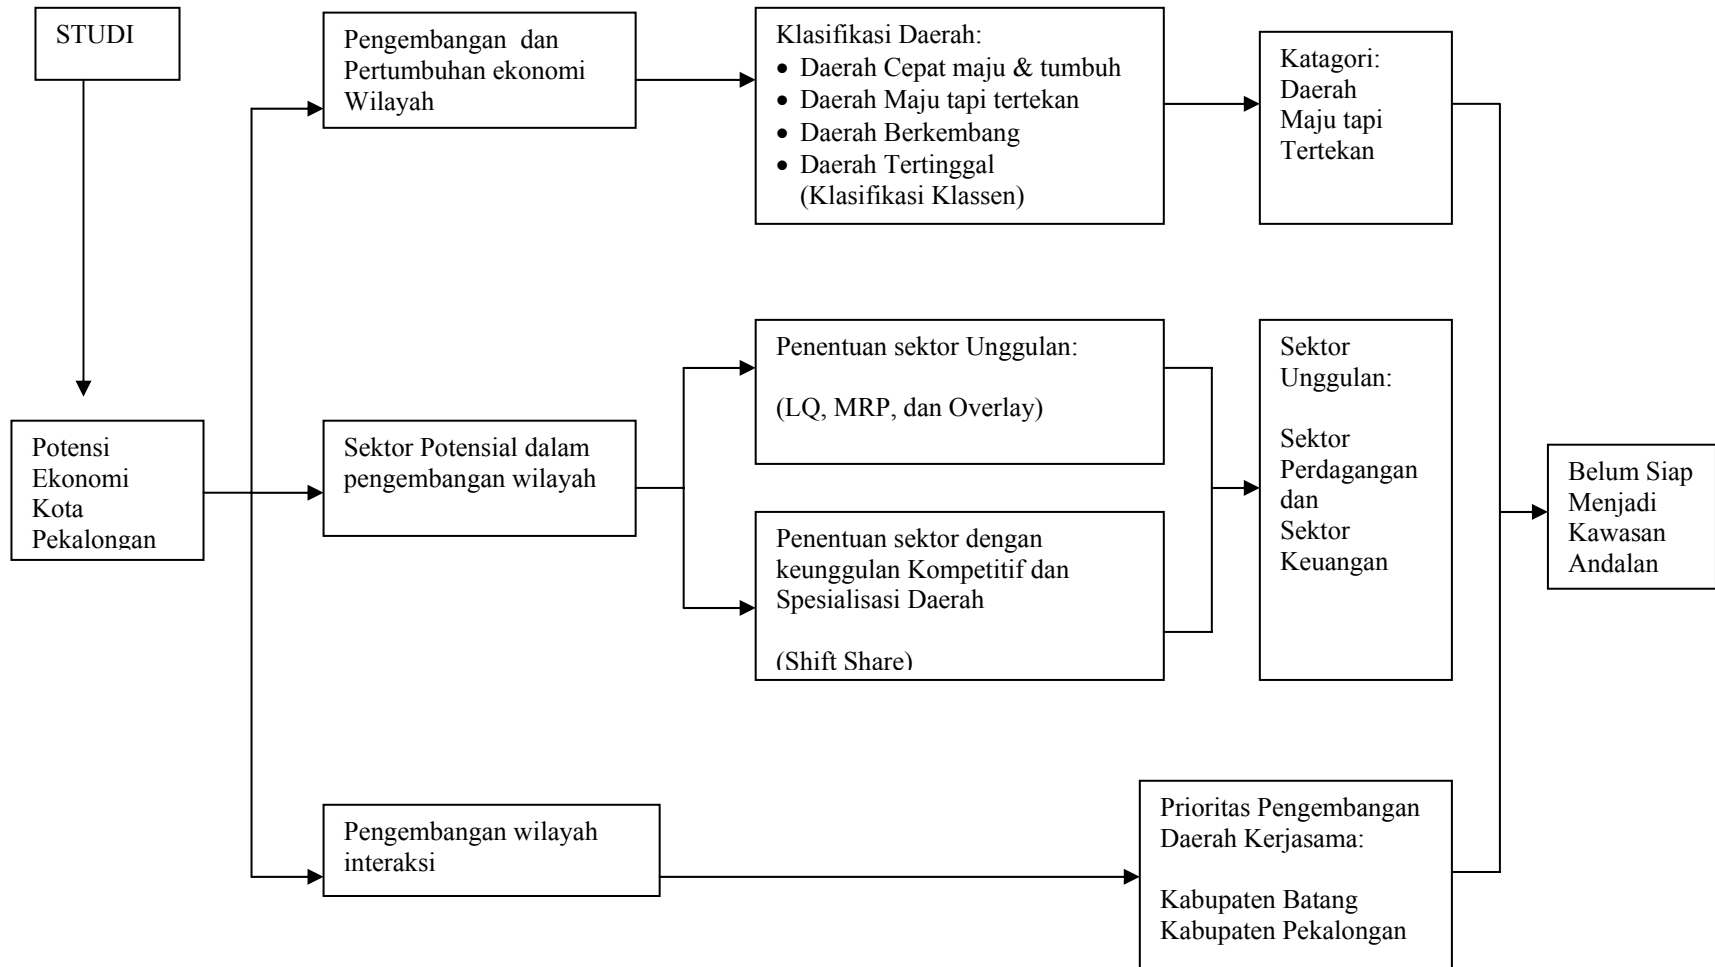 STUDI
Potensi
Ekonomi
Kota
Pekalongan
Pengembangan dan
Pertumbuhan ekonomi
Wilayah
Klasifikasi Daerah:
• Daerah Cepat maju & tumbuh
• Daerah Maju tapi tertekan
• Daerah Berkembang
• Daerah Tertinggal
(Klasifikasi Klassen)
Katagori:
Daerah
Maju tapi
Tertekan
Sektor Potensial dalam
pengembangan wilayah
Penentuan sektor Unggulan:
(LQ, MRP, dan Overlay)
Penentuan sektor dengan
keunggulan Kompetitif dan
Spesialisasi Daerah
(Shift Share)
Sektor
Unggulan:
Sektor
Perdagangan
dan
Sektor
Keuangan
Pengembangan wilayah
interaksi
Prioritas Pengembangan
Daerah Kerjasama:
Kabupaten Batang
Kabupaten Pekalongan
Belum Siap
Menjadi
Kawasan
Andalan